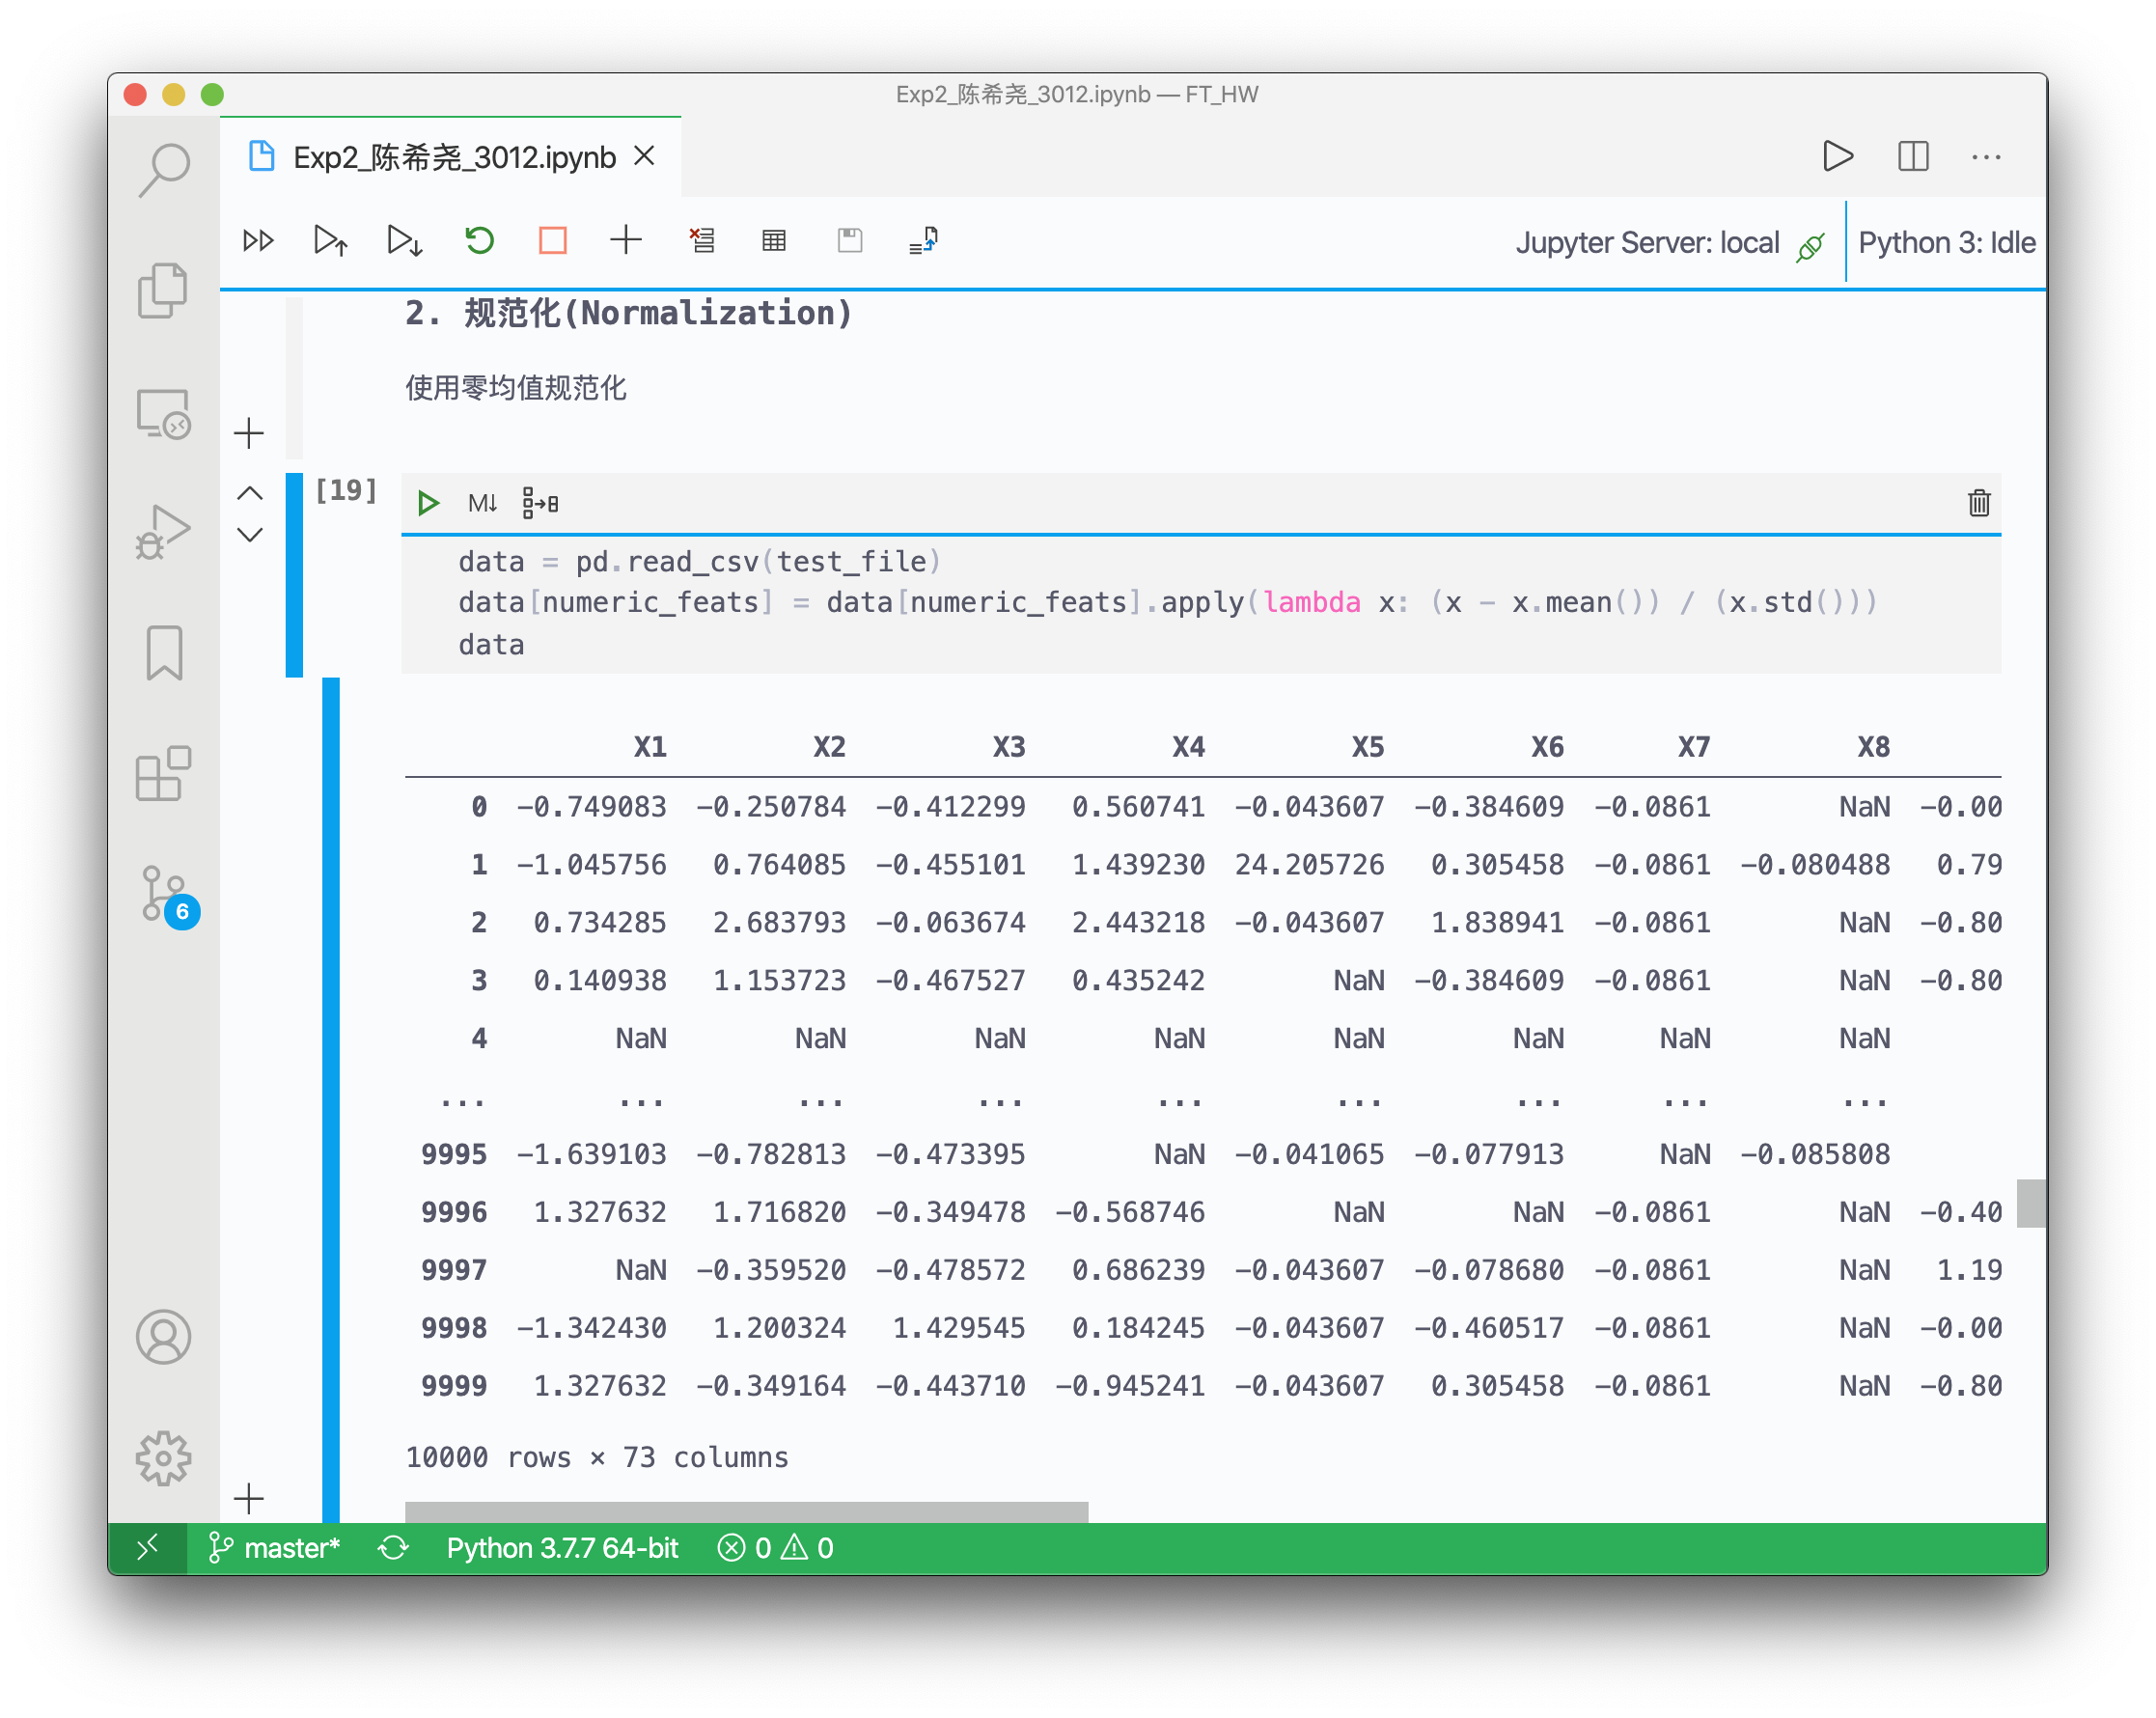 Exp2_陈希尧_3012.ipynb — FT_HW
Exp2_陈希尧_3012.ipynb
Jupyter Server: local Python 3: Idle
2. 规范化(Normalization)
使用零均值规范化
[19]
M↓
data = pd.read_csv(test_file)
data[numeric_feats] = data[numeric_feats].apply(lambda x: (x - x.mean()) / (x.std()))
data
X1 X2 X3 X4 X5 X6 X7 X8
0 -0.749083 -0.250784 -0.412299 0.560741 -0.043607 -0.384609 -0.0861 NaN -0.00
1 -1.045756 0.764085 -0.455101 1.439230 24.205726 0.305458 -0.0861 -0.080488 0.79
2 0.734285 2.683793 -0.063674 2.443218 -0.043607 1.838941 -0.0861 NaN -0.80
3 0.140938 1.153723 -0.467527 0.435242 NaN -0.384609 -0.0861 NaN -0.80
4 NaN NaN NaN NaN NaN NaN NaN NaN
... ... ... ... ... ... ... ... ...
9995 -1.639103 -0.782813 -0.473395 NaN -0.041065 -0.077913 NaN -0.085808
9996 1.327632 1.716820 -0.349478 -0.568746 NaN NaN -0.0861 NaN -0.40
9997 NaN -0.359520 -0.478572 0.686239 -0.043607 -0.078680 -0.0861 NaN 1.19
9998 -1.342430 1.200324 1.429545 0.184245 -0.043607 -0.460517 -0.0861 NaN -0.00
9999 1.327632 -0.349164 -0.443710 -0.945241 -0.043607 0.305458 -0.0861 NaN -0.80
10000 rows × 73 columns
6
master* Python 3.7.7 64-bit 0 0